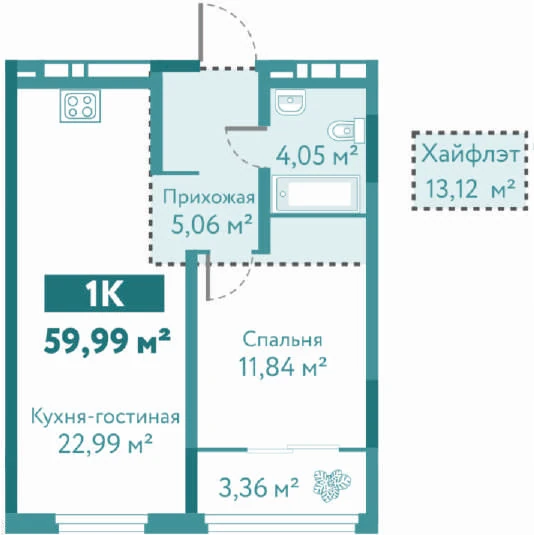 4,05 м²
Хайфлэт
13,12 м²
Прихожая
5,06 м²
1К
59,99 м²
Спальня
11,84 м²
Кухня-гостиная
22,99 м²
3,36 м²